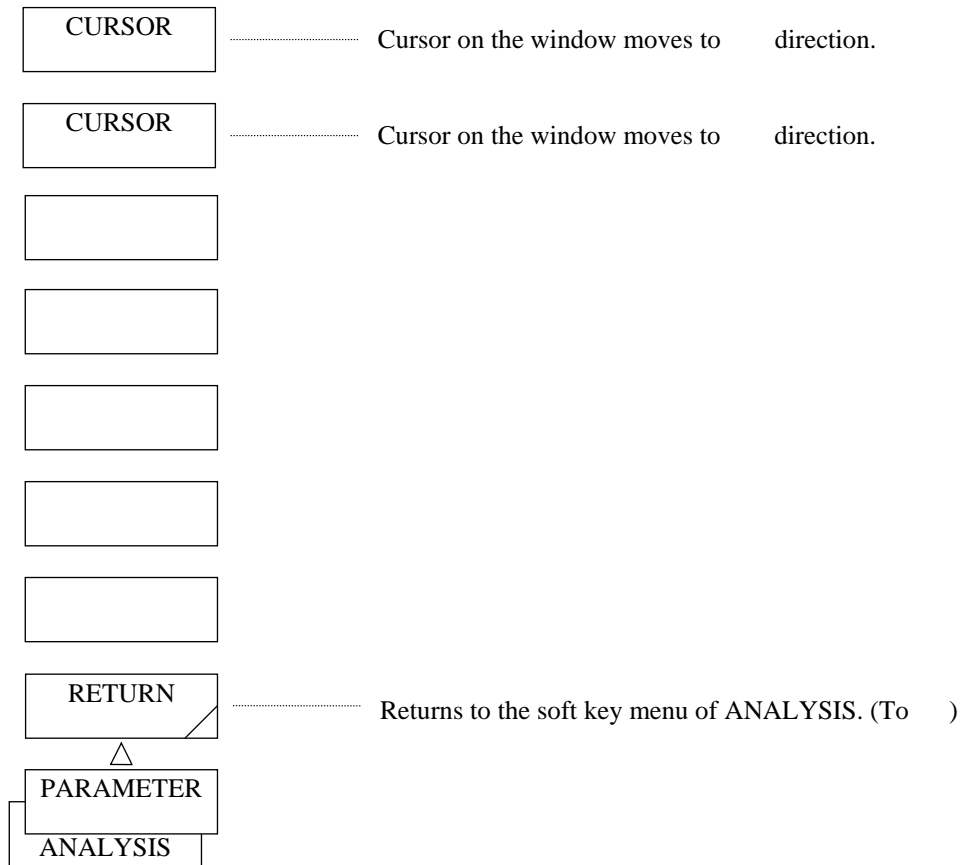 CURSOR
Cursor on the window moves to direction.
CURSOR
Cursor on the window moves to direction.
RETURN
Returns to the soft key menu of ANALYSIS. (To )
PARAMETER
ANALYSIS